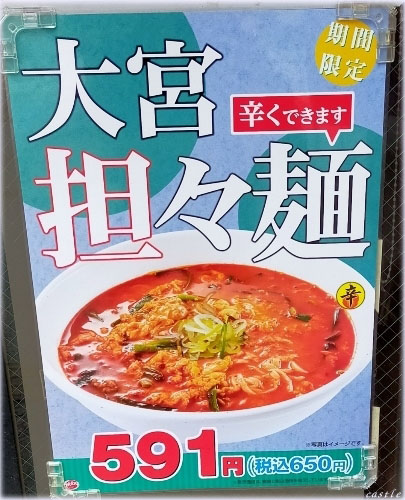 期間
限定
大宮
辛くできます
担々麺
辛
※写真はイメージです。
591円(税込650円)
castle